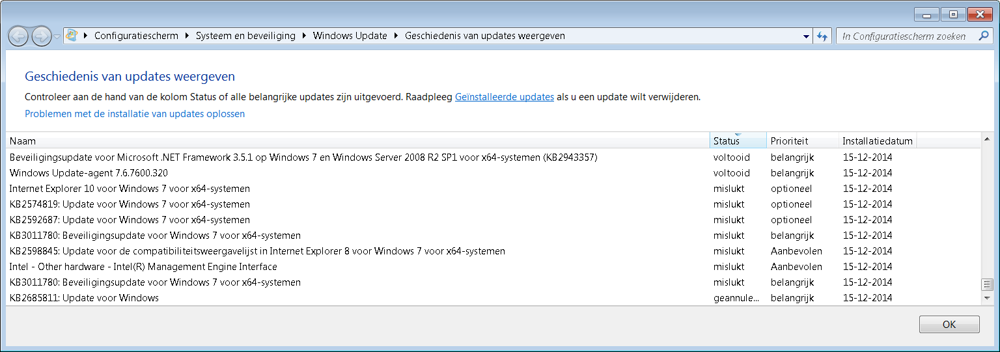 Configuratiescherm Systeem en beveiliging Windows Update Geschiedenis van updates weergeven In Configuratiescherm zoeken
Geschiedenis van updates weergeven
Controleer aan de hand van de kolom Status of alle belangrijke updates zijn uitgevoerd. Raadpleeg Geïnstalleerde updates als u een update wilt verwijderen.
Problemen met de installatie van updates oplossen
Naam Status Prioriteit Installatiedatum
Beveiligingsupdate voor Microsoft .NET Framework 3.5.1 op Windows 7 en Windows Server 2008 R2 SP1 voor x64-systemen (KB2943357) voltooid belangrijk 15-12-2014
Windows Update-agent 7.6.7600.320 voltooid belangrijk 15-12-2014
Internet Explorer 10 voor Windows 7 voor x64-systemen mislukt optioneel 15-12-2014
KB2574819: Update voor Windows 7 voor x64-systemen mislukt optioneel 15-12-2014
KB2592687: Update voor Windows 7 voor x64-systemen mislukt optioneel 15-12-2014
KB3011780: Beveiligingsupdate voor Windows 7 voor x64-systemen mislukt belangrijk 15-12-2014
KB2598845: Update voor de compatibiliteitsweergavelijst in Internet Explorer 8 voor Windows 7 voor x64-systemen mislukt Aanbevolen 15-12-2014
Intel - Other hardware - Intel(R) Management Engine Interface mislukt Aanbevolen 15-12-2014
KB3011780: Beveiligingsupdate voor Windows 7 voor x64-systemen mislukt belangrijk 15-12-2014
KB2685811: Update voor Windows geannule... belangrijk 15-12-2014
OK